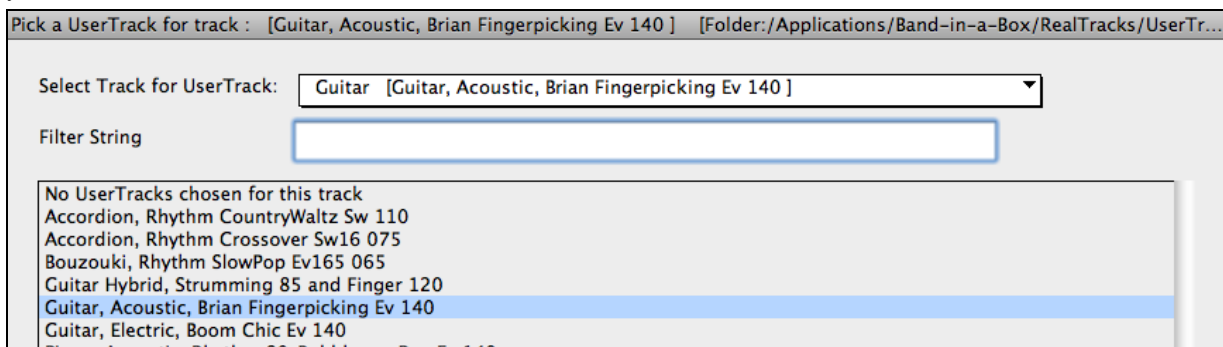 Pick a UserTrack for track : [Guitar, Acoustic, Brian Fingerpicking Ev 140 ] [Folder:/Applications/Band-in-a-Box/RealTracks/UserTr...
Select Track for UserTrack: Guitar [Guitar, Acoustic, Brian Fingerpicking Ev 140 ]
Filter String
No UserTracks chosen for this track
Accordion, Rhythm CountryWaltz Sw 110
Accordion, Rhythm Crossover Sw16 075
Bouzouki, Rhythm SlowPop Ev165 065
Guitar Hybrid, Strumming 85 and Finger 120
Guitar, Acoustic, Brian Fingerpicking Ev 140
Guitar, Electric, Boom Chic Ev 140